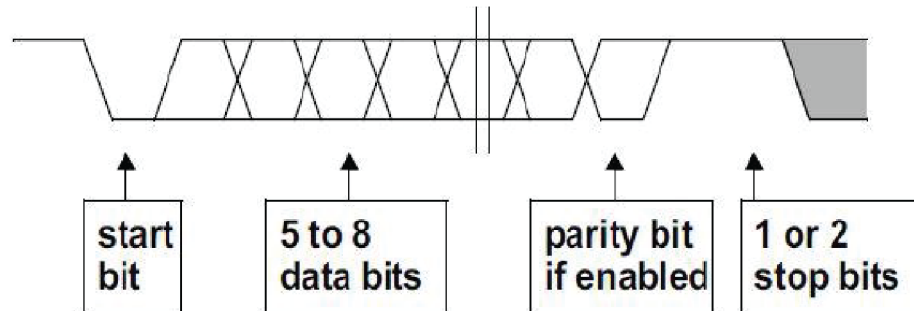 start
bit
5 to 8
data bits
parity bit
if enabled
1 or 2
stop bits